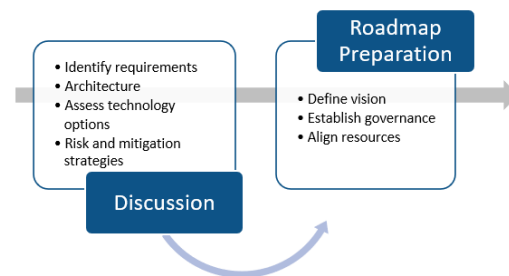 • Identify requirements
• Architecture
• Assess technology
options
• Risk and mitigation
strategies
Discussion
Roadmap
Preparation
• Define vision
• Establish governance
• Align resources